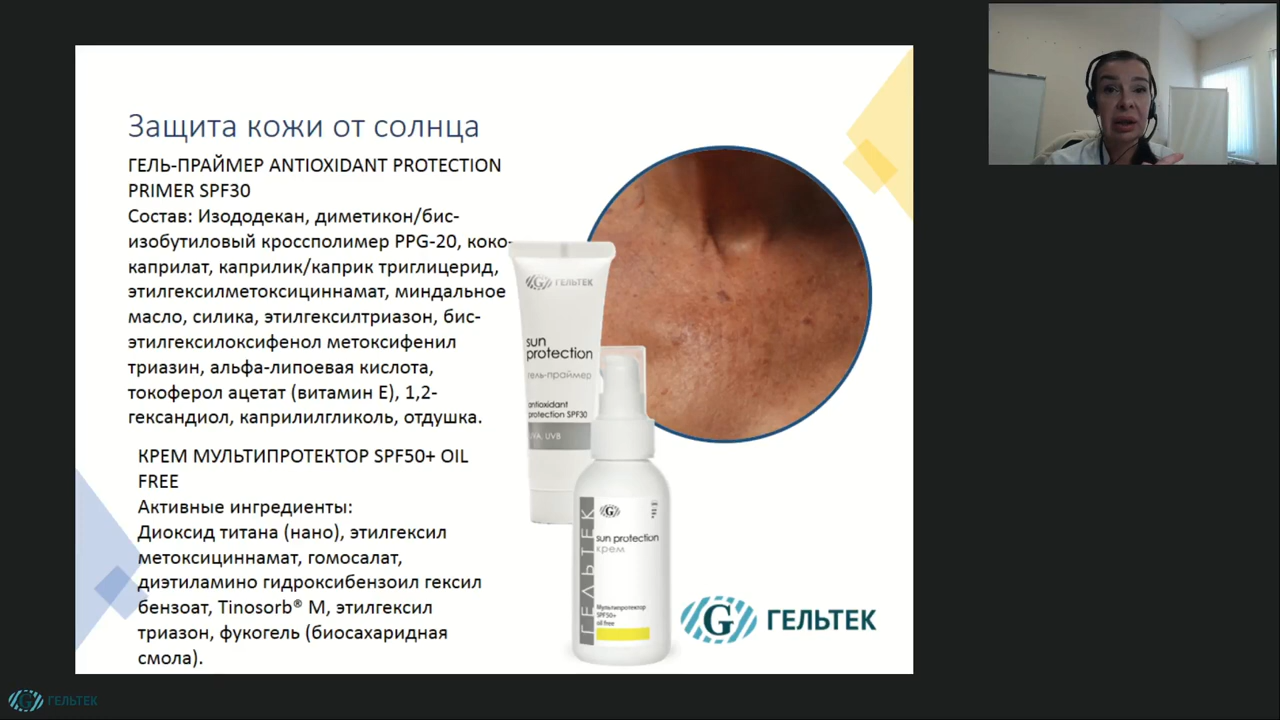 Защита кожи от солнца
ГЕЛЬ-ПРАЙМЕР ANTIOXIDANT PROTECTION
PRIMER SPF30
Состав: Изододекан, диметикон/бис-
изобутиловый кроссполимер PPG-20, коко-
каприлат, каприлик/каприк триглицерид,
этилгексилметоксициннамат, миндальное
масло, силика, этилгексилтриазон, бис-
этилгексилоксифенол метоксифенил
триазин, альфа-липоевая кислота,
токоферол ацетат (витамин Е), 1,2-
гександиол, каприлилгликоль, отдушка.
КРЕМ МУЛЬТИПРОТЕКТОР SPF50+ OIL
FREE
Активные ингредиенты:
Диоксид титана (нано), этилгексил
метоксициннамат, гомосалат,
диэтиламино гидроксибензоил гексил
бензоат, Tinosorb® M, этилгексил
триазон, фукогель (биосахаридная
смола).
G ГЕЛЬТЕК
sun
protection
гель-праймер
antioxidant
protection SPF30
UVA, UVB
G
ГЕЛЬТЕК
sun protection
крем
Мультипротектор
SPF50+
oil free
G ГЕЛЬТЕК
G ГЕЛЬТЕК